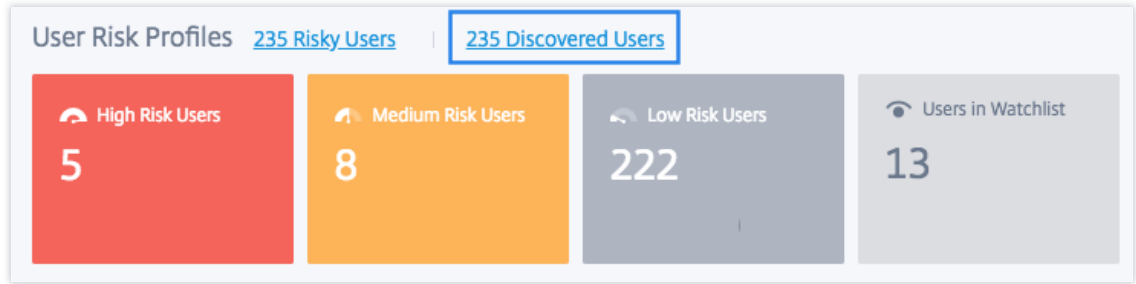 User Risk Profiles 235 Risky Users | 235 Discovered Users
High Risk Users
5
Medium Risk Users
8
Low Risk Users
222
Users in Watchlist
13